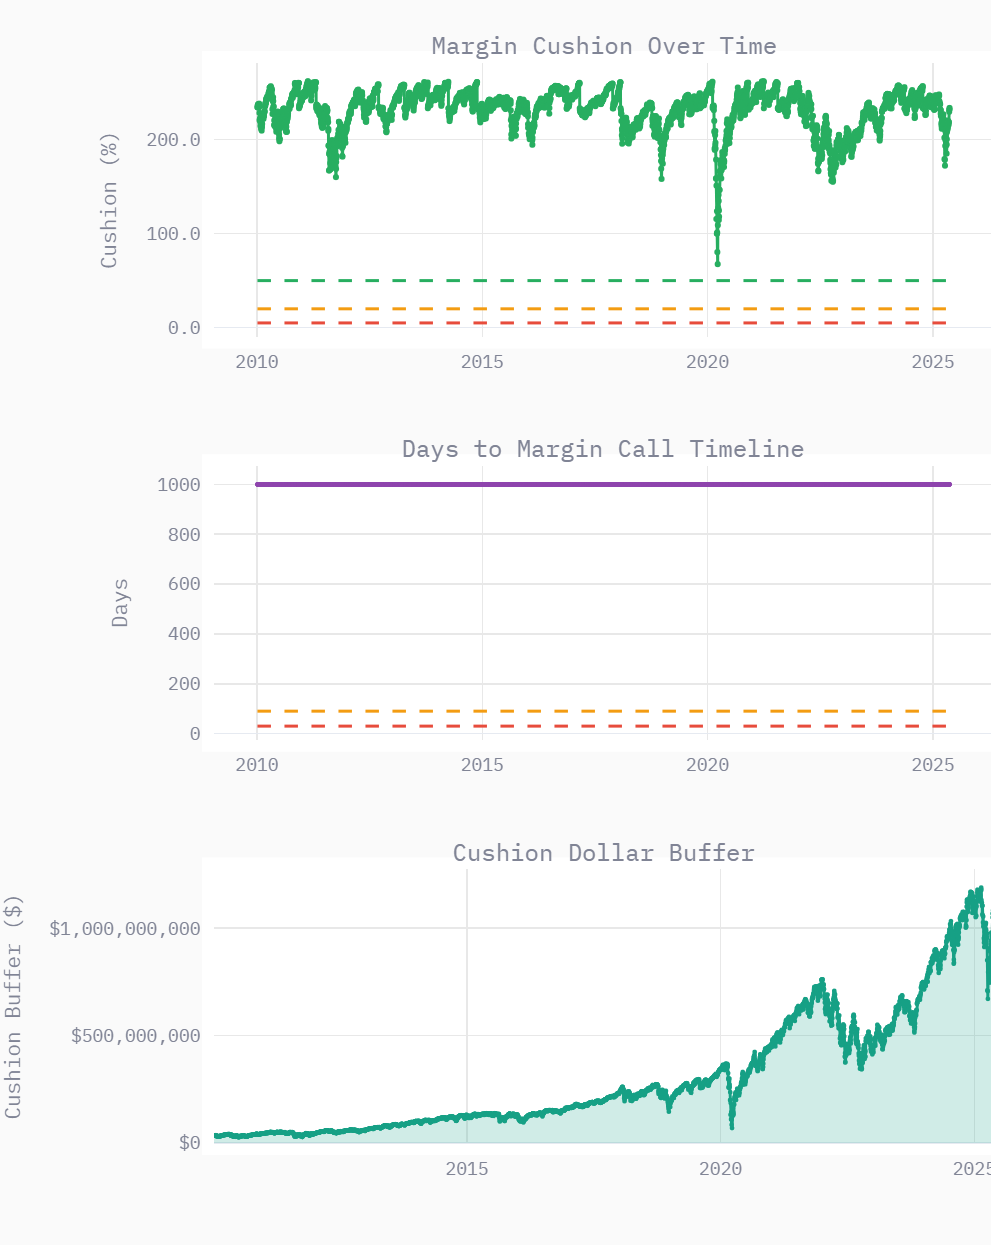 Margin Cushion Over Time
Cushion (%)
200.0
100.0
0.0
2010 2015 2020 2025
Days to Margin Call Timeline
Days
1000
800
600
400
200
0
2010 2015 2020 2025
Cushion Dollar Buffer
Cushion Buffer ($)
$1,000,000,000
$500,000,000
$0
2015 2020 2025